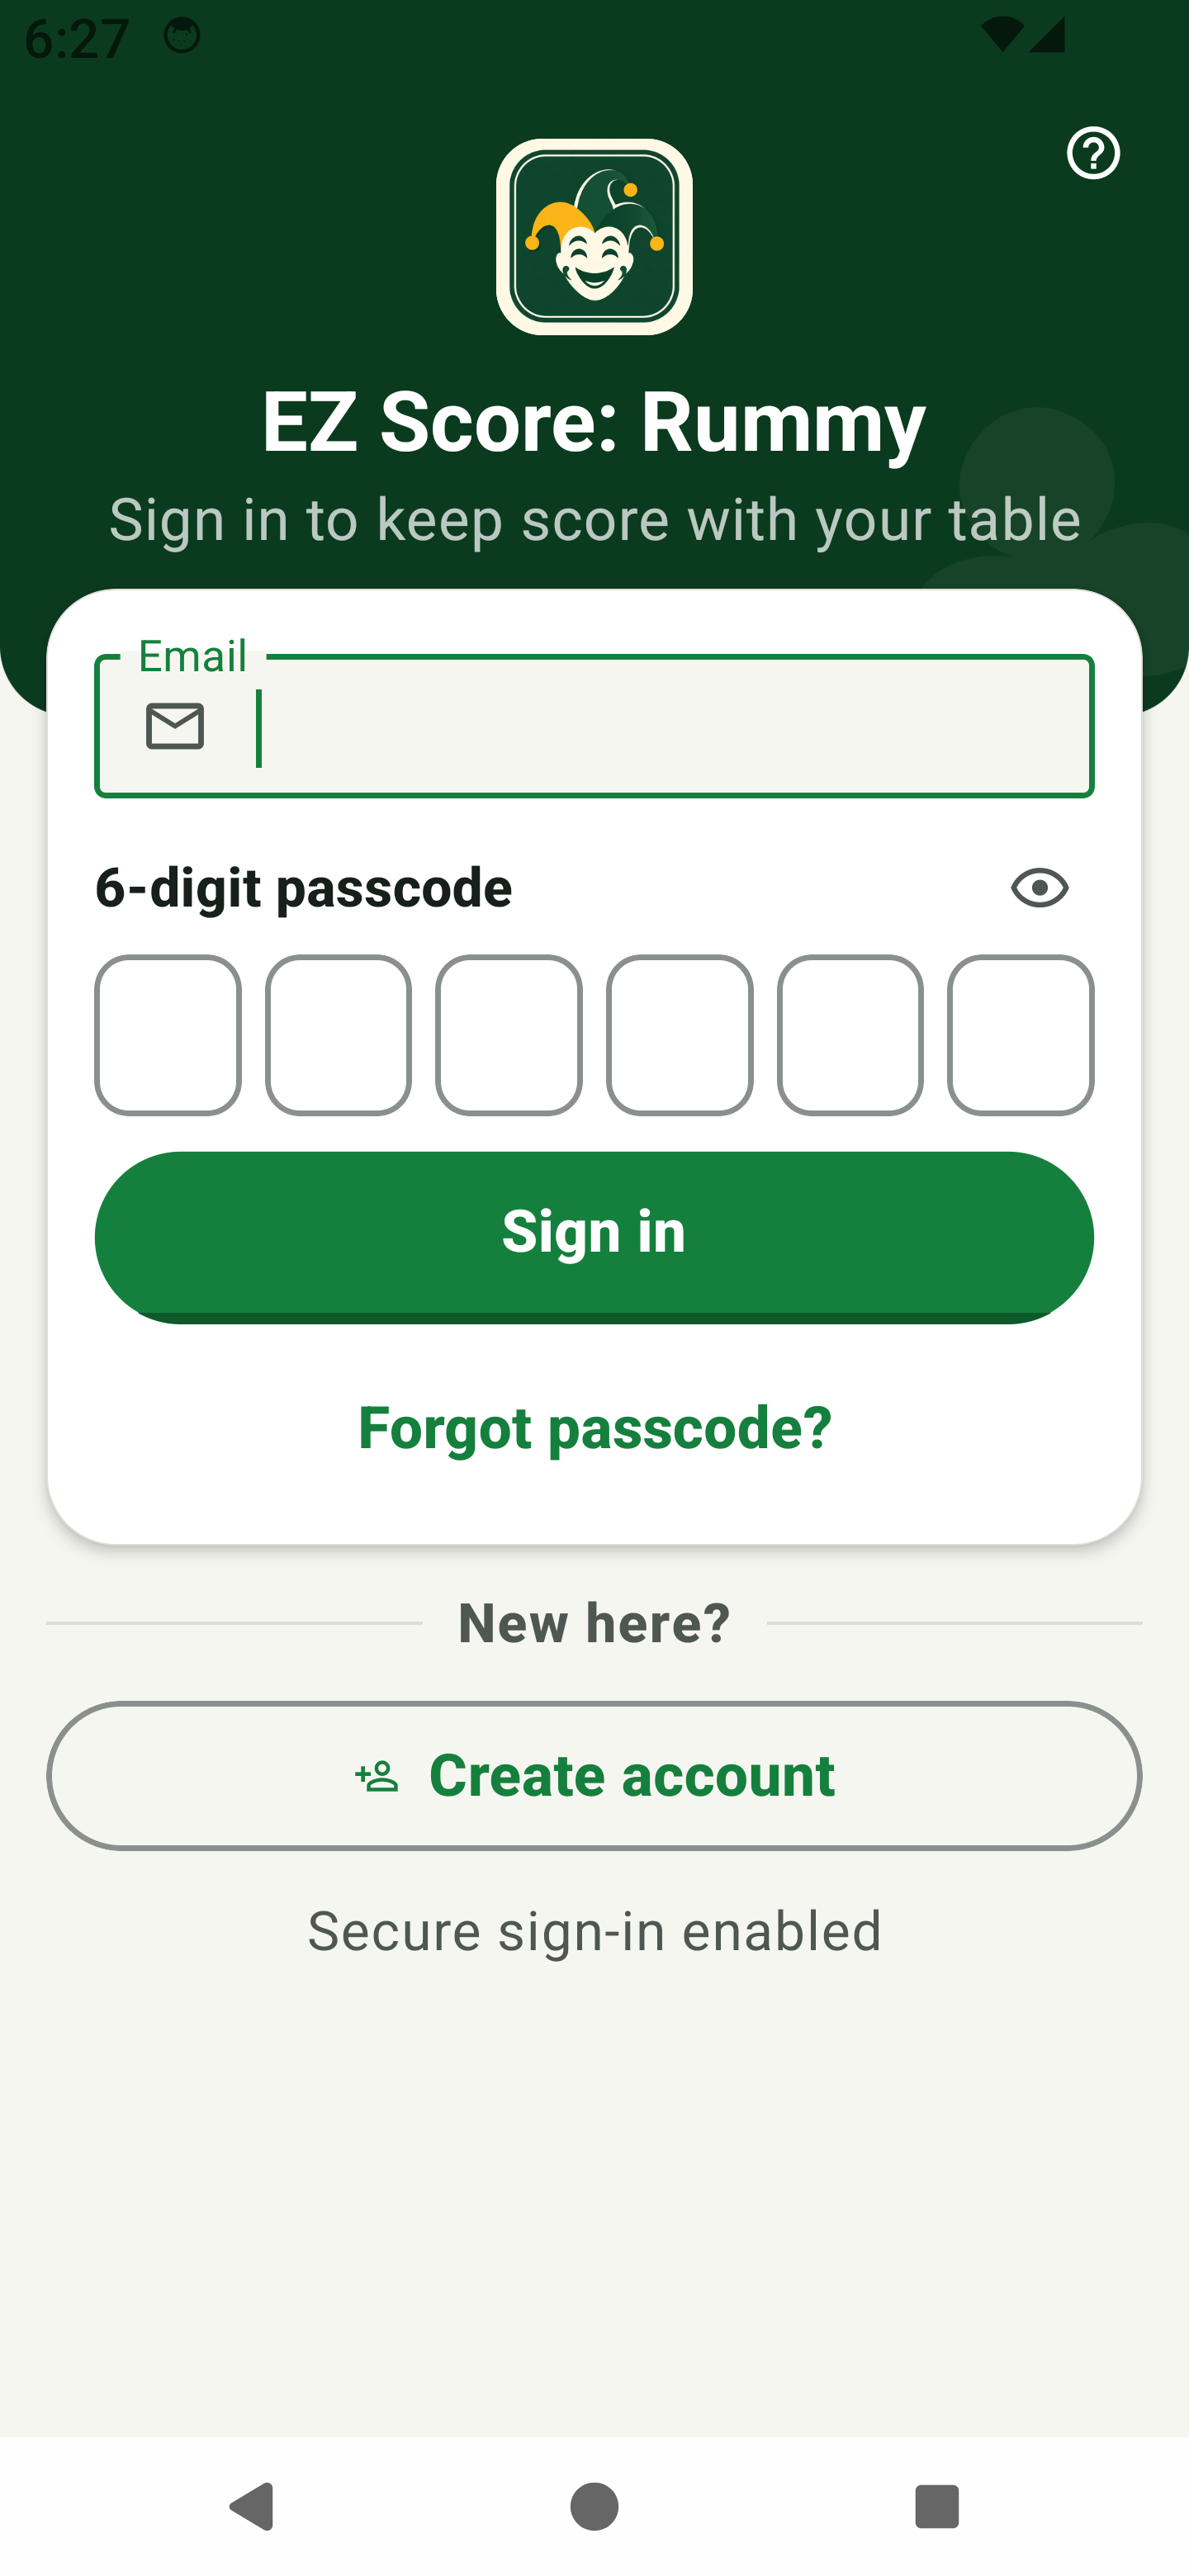 6:27
EZ Score: Rummy
Sign in to keep score with your table
Email
6-digit passcode
Sign in
Forgot passcode?
New here?
Create account
Secure sign-in enabled